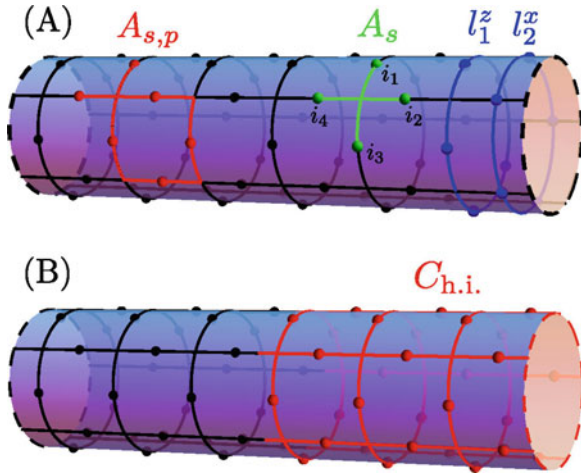 (A) A_{s,p} A_s l_1^z l_2^x
i_1
i_4 i_2
i_3
(B) C_{h.i.}